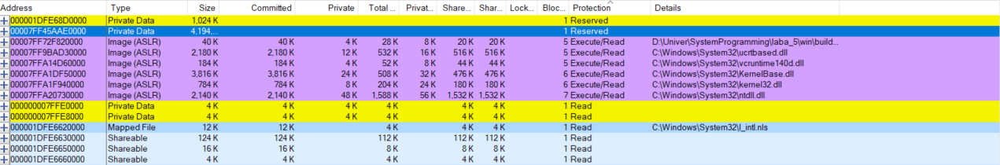 Address Type Size Committed Private Total ... Privat... Share... Shar... Lock... Bloc... Protection Details
000001DFE68D0000 Private Data 1,024 K 1 Reserved
00007FF45AAE0000 Private Data 4,194,... 1 Reserved
00007FF72F820000 Image (ASLR) 40 K 40 K 4 K 28 K 8 K 20 K 20 K 5 Execute/Read D:\Univer\SystemProgramming\laba_5\win\build...
00007FF9BAD30000 Image (ASLR) 2,180 K 2,180 K 12 K 532 K 16 K 516 K 516 K 5 Execute/Read C:\Windows\System32\ucrtbased.dll
00007FFA14D60000 Image (ASLR) 184 K 184 K 4 K 52 K 8 K 44 K 44 K 5 Execute/Read C:\Windows\System32\vcruntime140d.dll
00007FFA1DF50000 Image (ASLR) 3,816 K 3,816 K 24 K 508 K 32 K 476 K 476 K 6 Execute/Read C:\Windows\System32\KernelBase.dll
00007FFA1F940000 Image (ASLR) 784 K 784 K 8 K 204 K 24 K 180 K 180 K 6 Execute/Read C:\Windows\System32\kernel32.dll
00007FFA20730000 Image (ASLR) 2,140 K 2,140 K 48 K 1,588 K 56 K 1,532 K 1,532 K 7 Execute/Read C:\Windows\System32\ntdll.dll
000000007FFE0000 Private Data 4 K 4 K 4 K 4 K 4 K 4 K 1 Read
000000007FFE8000 Private Data 4 K 4 K 4 K 4 K 4 K 4 K 1 Read
000001DFE6620000 Mapped File 12 K 12 K 4 K 4 K 4 K 1 Read C:\Windows\System32\l_intl.nls
000001DFE6630000 Shareable 124 K 124 K 112 K 112 K 112 K 1 Read
000001DFE6650000 Shareable 16 K 16 K 8 K 8 K 8 K 1 Read
000001DFE6660000 Shareable 4 K 4 K 4 K 4 K 4 K 1 Read